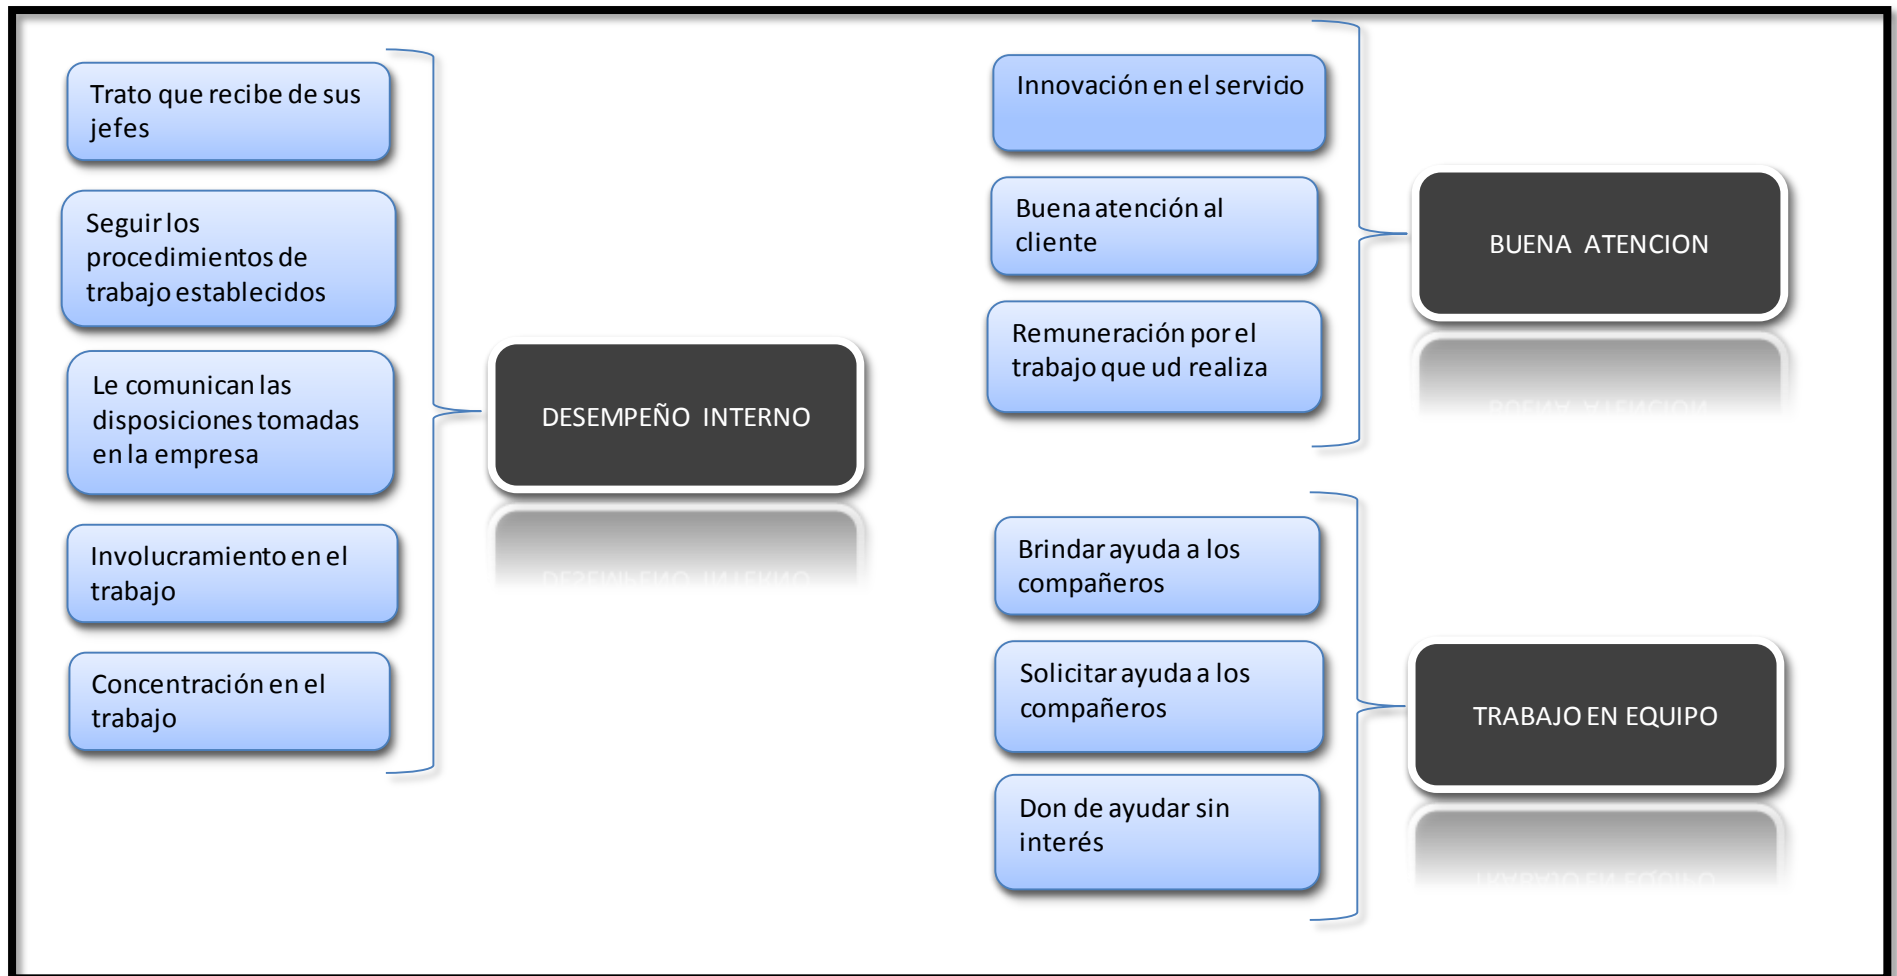 Trato que recibe de sus
jefes
Seguir los
procedimientos de
trabajo establecidos
Le comunican las
disposiciones tomadas
en la empresa
Involucramiento en el
trabajo
Concentración en el
trabajo
DESEMPEÑO INTERNO
Innovación en el servicio
Buena atención al
cliente
Remuneración por el
trabajo que ud realiza
BUENA ATENCION
Brindar ayuda a los
compañeros
Solicitar ayuda a los
compañeros
Don de ayudar sin
interés
TRABAJO EN EQUIPO